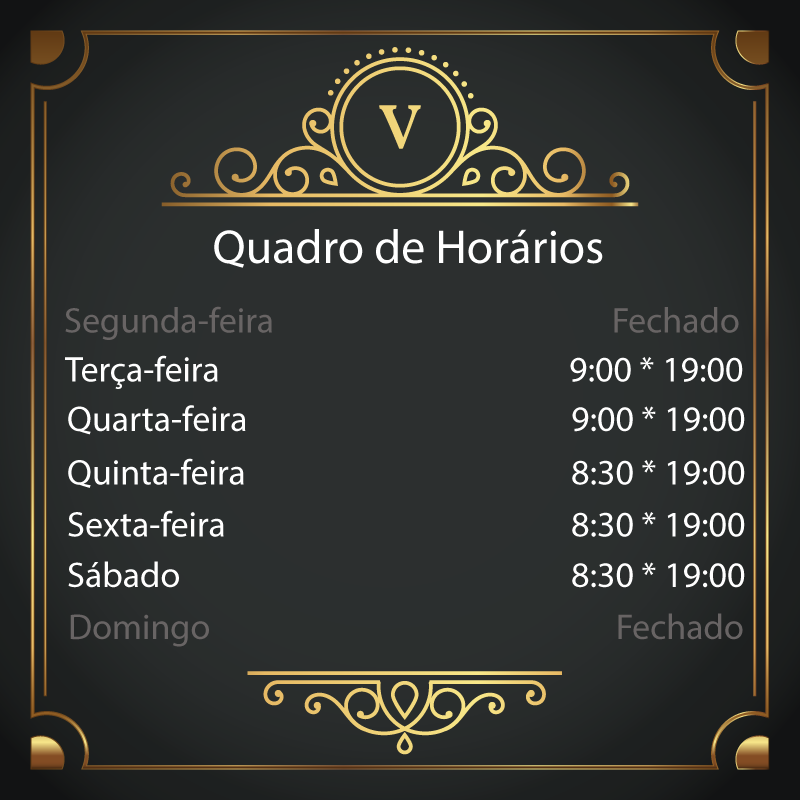 V
Quadro de Horários
Segunda-feira Fechado
Terça-feira 9:00 * 19:00
Quarta-feira 9:00 * 19:00
Quinta-feira 8:30 * 19:00
Sexta-feira 8:30 * 19:00
Sábado 8:30 * 19:00
Domingo Fechado